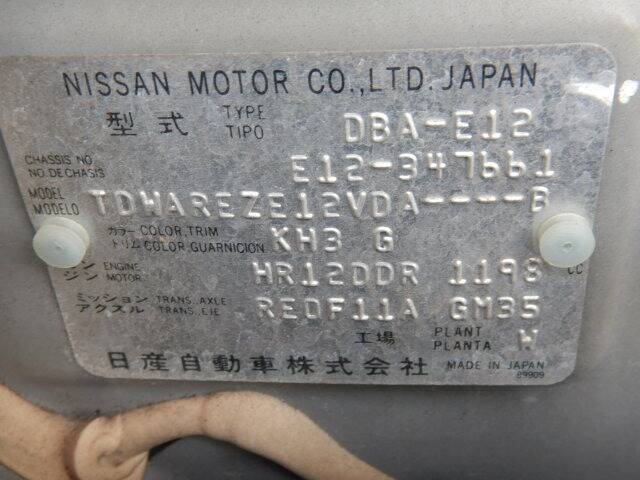 NISSAN MOTOR CO.,LTD. JAPAN
型式 TYPE TIPO DBA-E12
CHASSIS NO. NO. DE CHASIS E12-347661
MODEL MODELO TDWAREZE12VDA----B
カラー COLOR, TRIM
トリム COLOR, GUARNICION KH3 G
エンジン ENGINE MOTOR HR12DDR 1198 CC
ミッション TRANS. AXLE
アクスル TRANS. EJE RE0F11A GM35
工場 PLANT PLANTA W
日産自動車株式会社 MADE IN JAPAN
89909